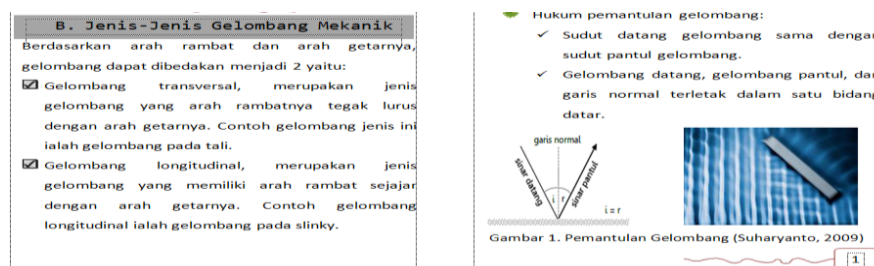 B. Jenis-Jenis Gelombang Mekanik
Berdasarkan arah rambat dan arah getarnya,
gelombang dapat dibedakan menjadi 2 yaitu:
Gelombang transversal, merupakan jenis
gelombang yang arah rambatnya tegak lurus
dengan arah getarnya. Contoh gelombang jenis ini
ialah gelombang pada tali.
Gelombang longitudinal, merupakan jenis
gelombang yang memiliki arah rambat sejajar
dengan arah getarnya. Contoh gelombang
longitudinal ialah gelombang pada slinky.
Hukum pemantulan gelombang:
Sudut datang gelombang sama dengan
sudut pantul gelombang.
Gelombang datang, gelombang pantul, dan
garis normal terletak dalam satu bidang
datar.
garis normal
sinar datang
sinar pantul
i r
i = r
Gambar 1. Pemantulan Gelombang (Suharyanto, 2009)
1